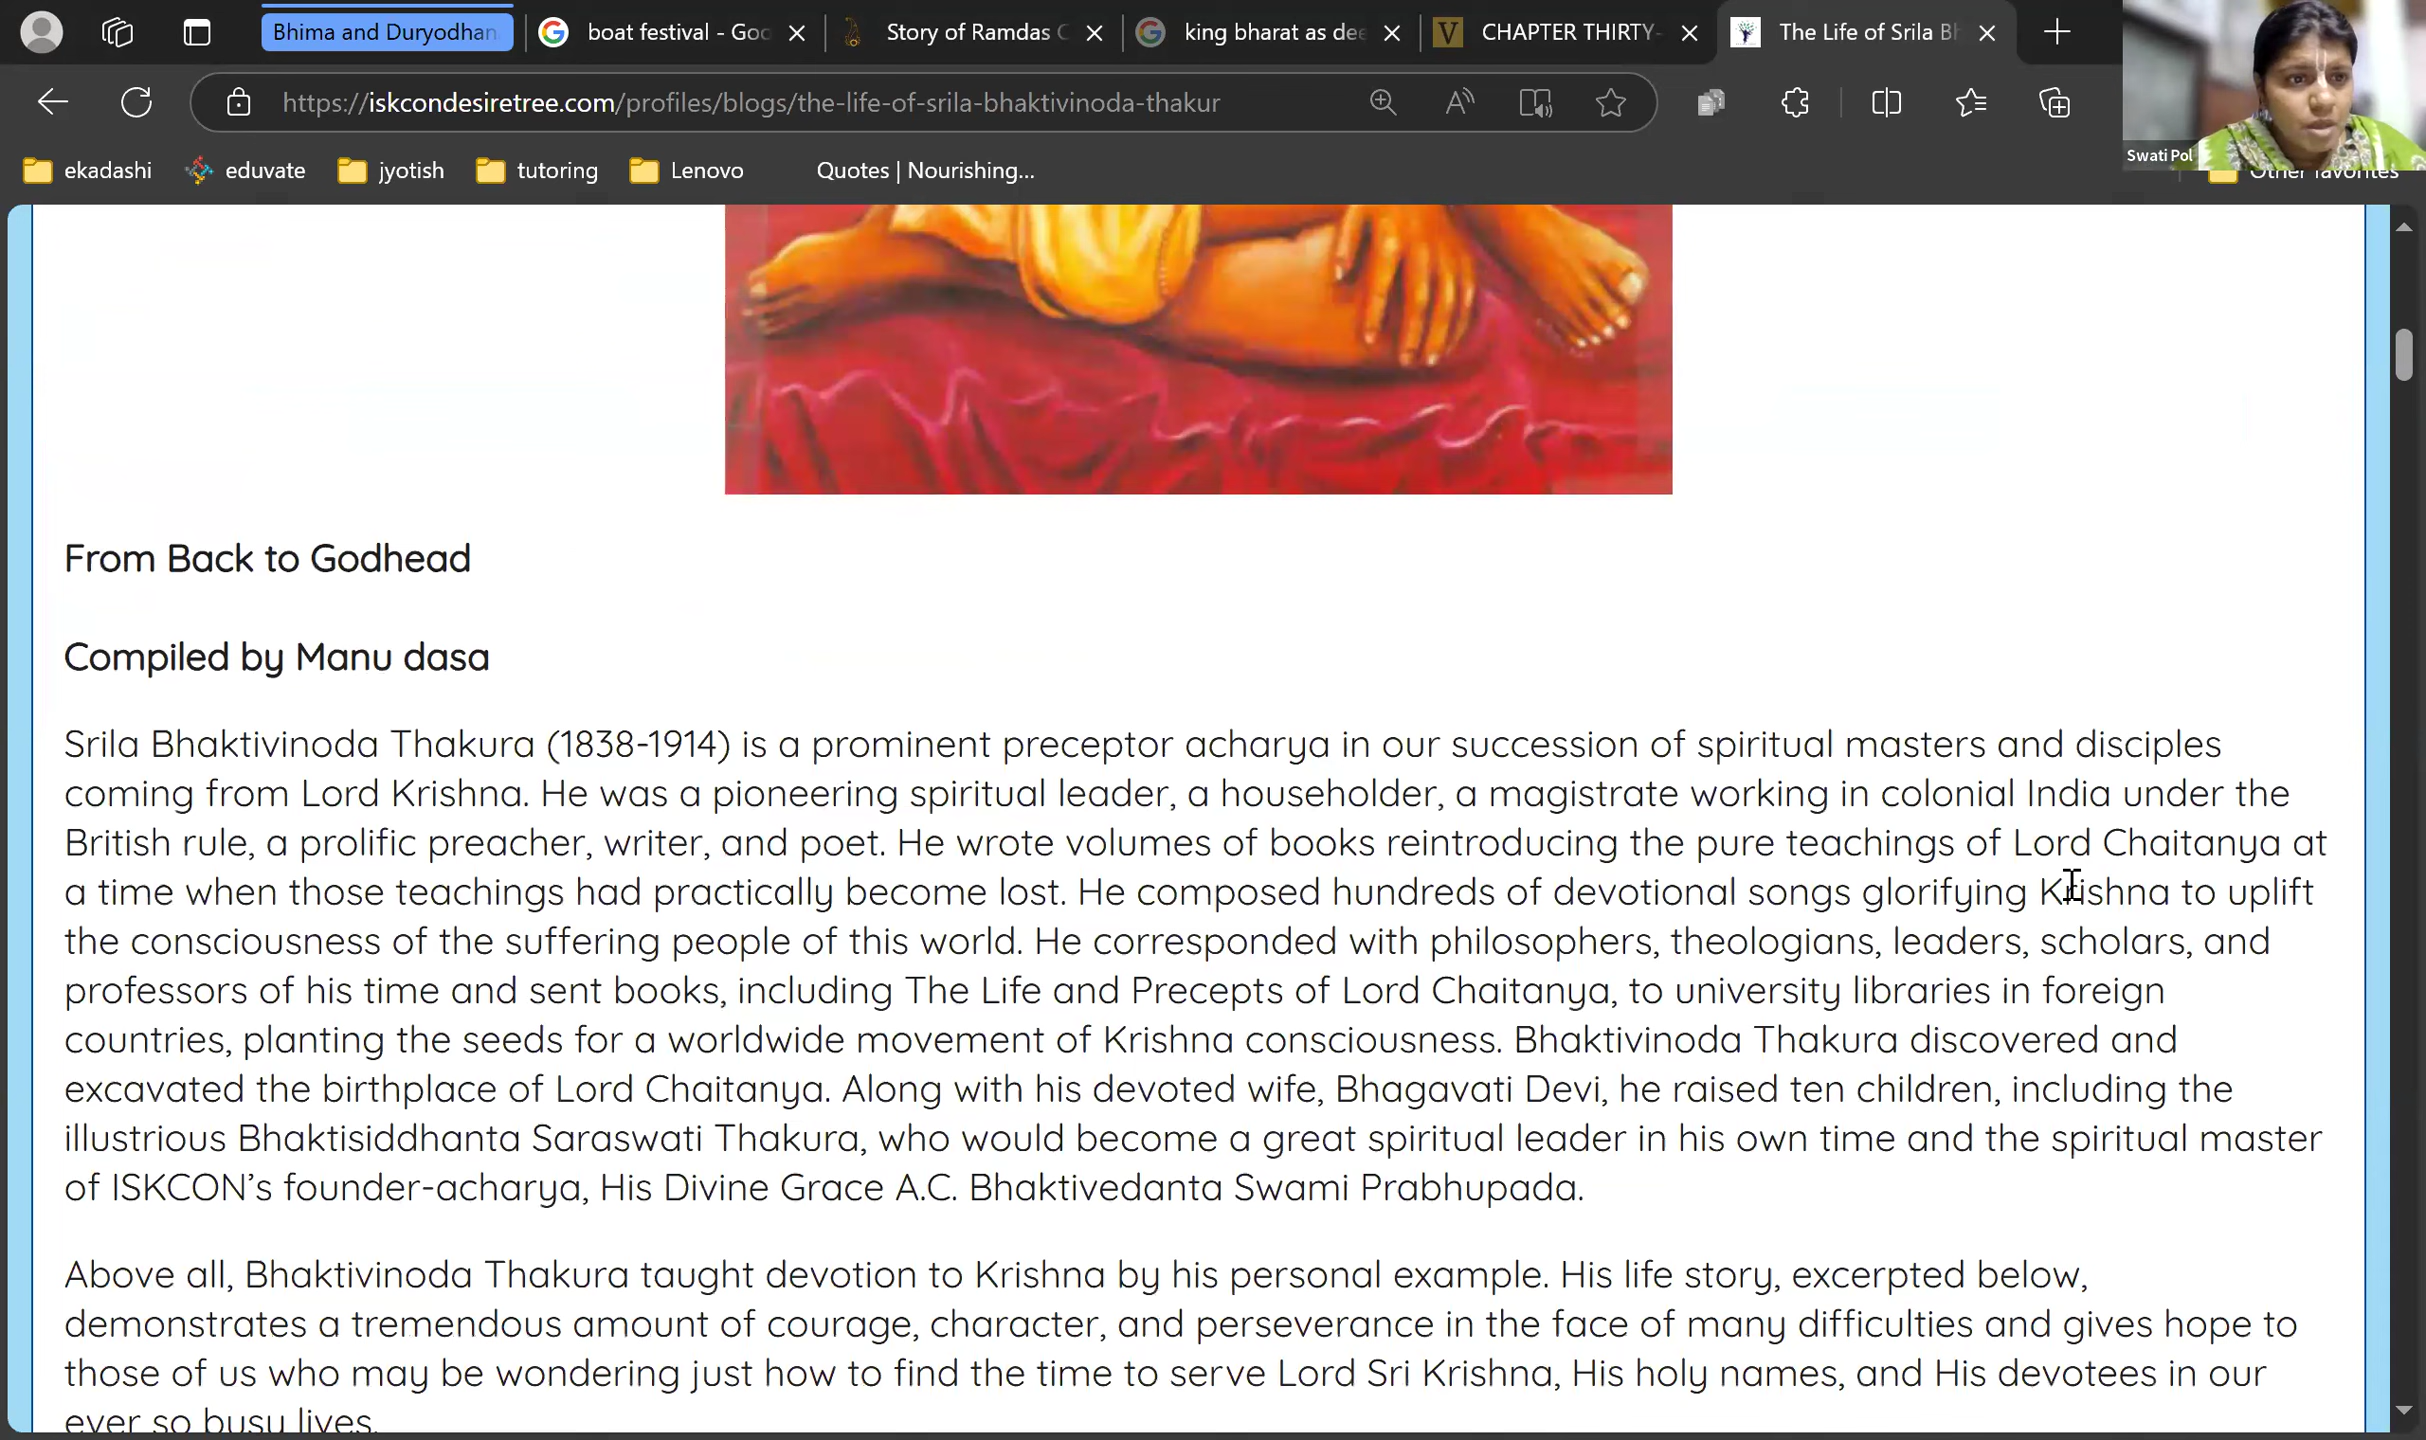 Bhima and Duryodhan
boat festival - Goo
Story of Ramdas C
king bharat as dee
CHAPTER THIRTY-
The Life of Srila Bh
https://iskcondesiretree.com/profiles/blogs/the-life-of-srila-bhaktivinoda-thakur
Swati Pol
ekadashi
eduvate
jyotish
tutoring
Lenovo
Quotes | Nourishing...
Other favorites
From Back to Godhead
Compiled by Manu dasa
Srila Bhaktivinoda Thakura (1838-1914) is a prominent preceptor acharya in our succession of spiritual masters and disciples
coming from Lord Krishna. He was a pioneering spiritual leader, a householder, a magistrate working in colonial India under the
British rule, a prolific preacher, writer, and poet. He wrote volumes of books reintroducing the pure teachings of Lord Chaitanya at
a time when those teachings had practically become lost. He composed hundreds of devotional songs glorifying Krishna to uplift
the consciousness of the suffering people of this world. He corresponded with philosophers, theologians, leaders, scholars, and
professors of his time and sent books, including The Life and Precepts of Lord Chaitanya, to university libraries in foreign
countries, planting the seeds for a worldwide movement of Krishna consciousness. Bhaktivinoda Thakura discovered and
excavated the birthplace of Lord Chaitanya. Along with his devoted wife, Bhagavati Devi, he raised ten children, including the
illustrious Bhaktisiddhanta Saraswati Thakura, who would become a great spiritual leader in his own time and the spiritual master
of ISKCON’s founder-acharya, His Divine Grace A.C. Bhaktivedanta Swami Prabhupada.
Above all, Bhaktivinoda Thakura taught devotion to Krishna by his personal example. His life story, excerpted below,
demonstrates a tremendous amount of courage, character, and perseverance in the face of many difficulties and gives hope to
those of us who may be wondering just how to find the time to serve Lord Sri Krishna, His holy names, and His devotees in our
ever so busy lives.